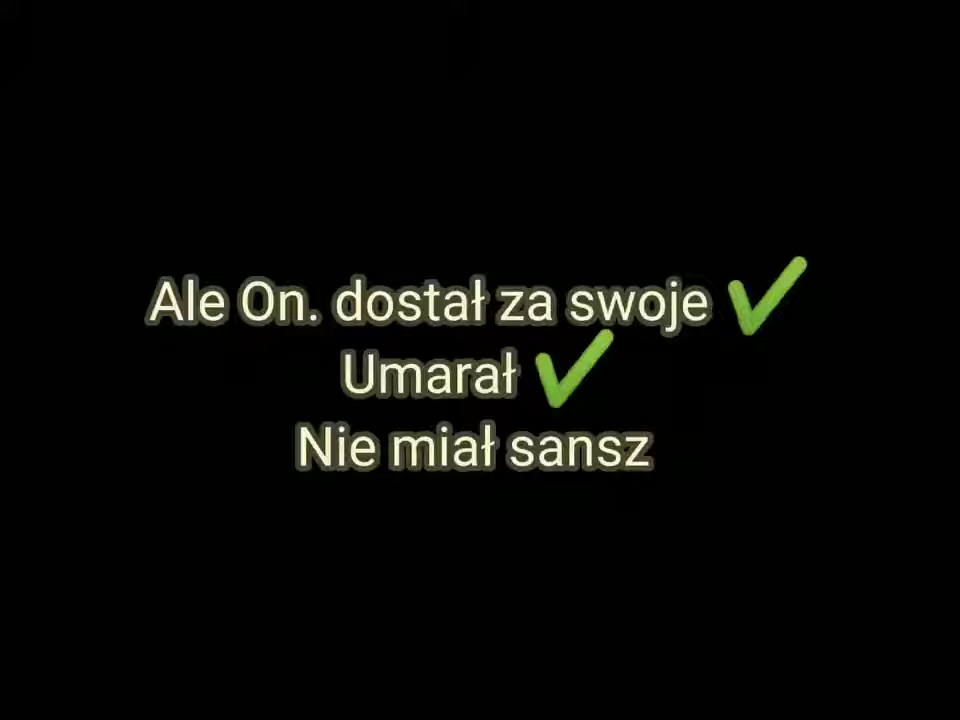 Ale On. dostał za swoje ✔
Umarał ✔
Nie miał sansz